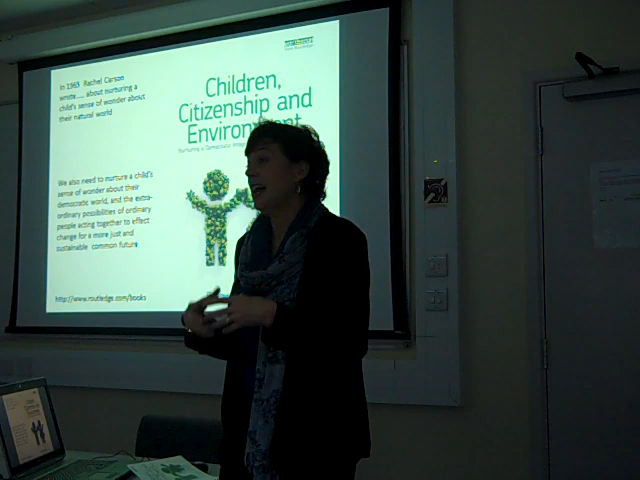 In 1963 Rachel Carson
wrote..... about nurturing a
child's sense of wonder about
their natural world
Children,
Citizenship and
Environment
We also need to nurture a child's
sense of wonder about their
democratic world, and the extra-
ordinary possibilities of ordinary
people acting together to effect
change for a more just and
sustainable common future
http://www.routledge.com/books